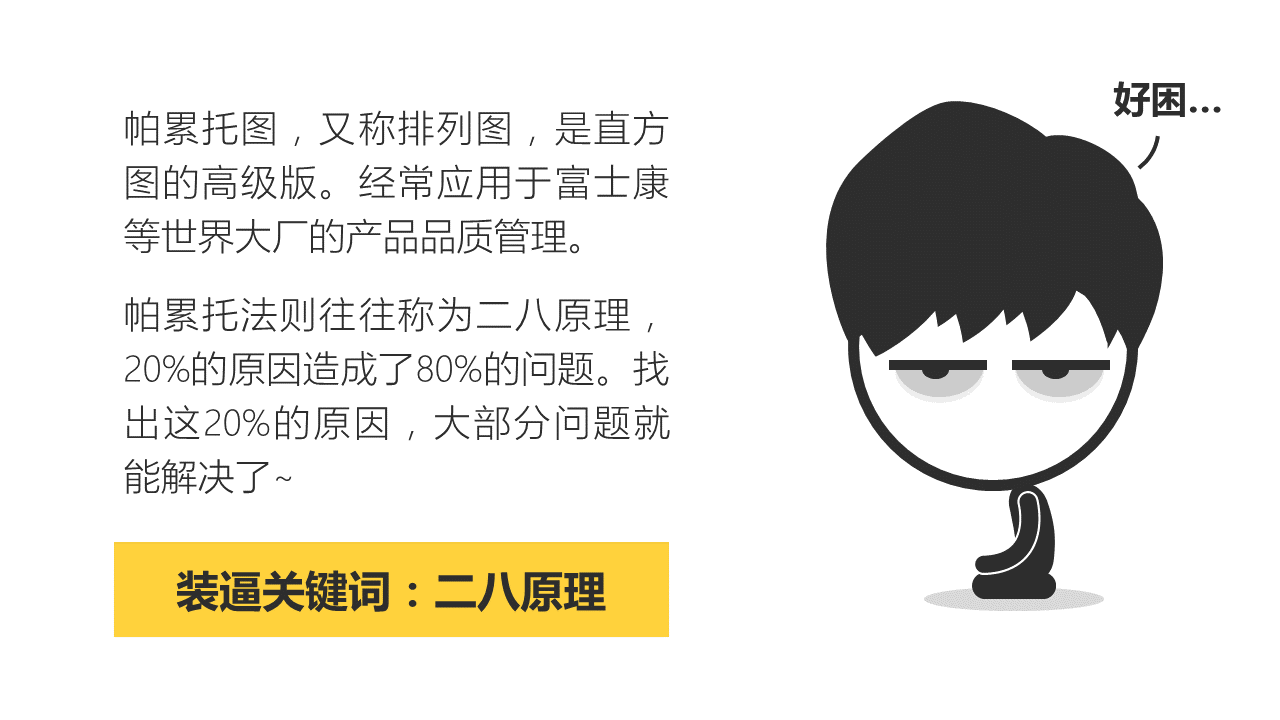 帕累托图，又称排列图，是直方
图的高级版。经常应用于富士康
等世界大厂的产品品质管理。
帕累托法则往往称为二八原理，
20%的原因造成了80%的问题。找
出这20%的原因，大部分问题就
能解决了~
装逼关键词：二八原理
好困...